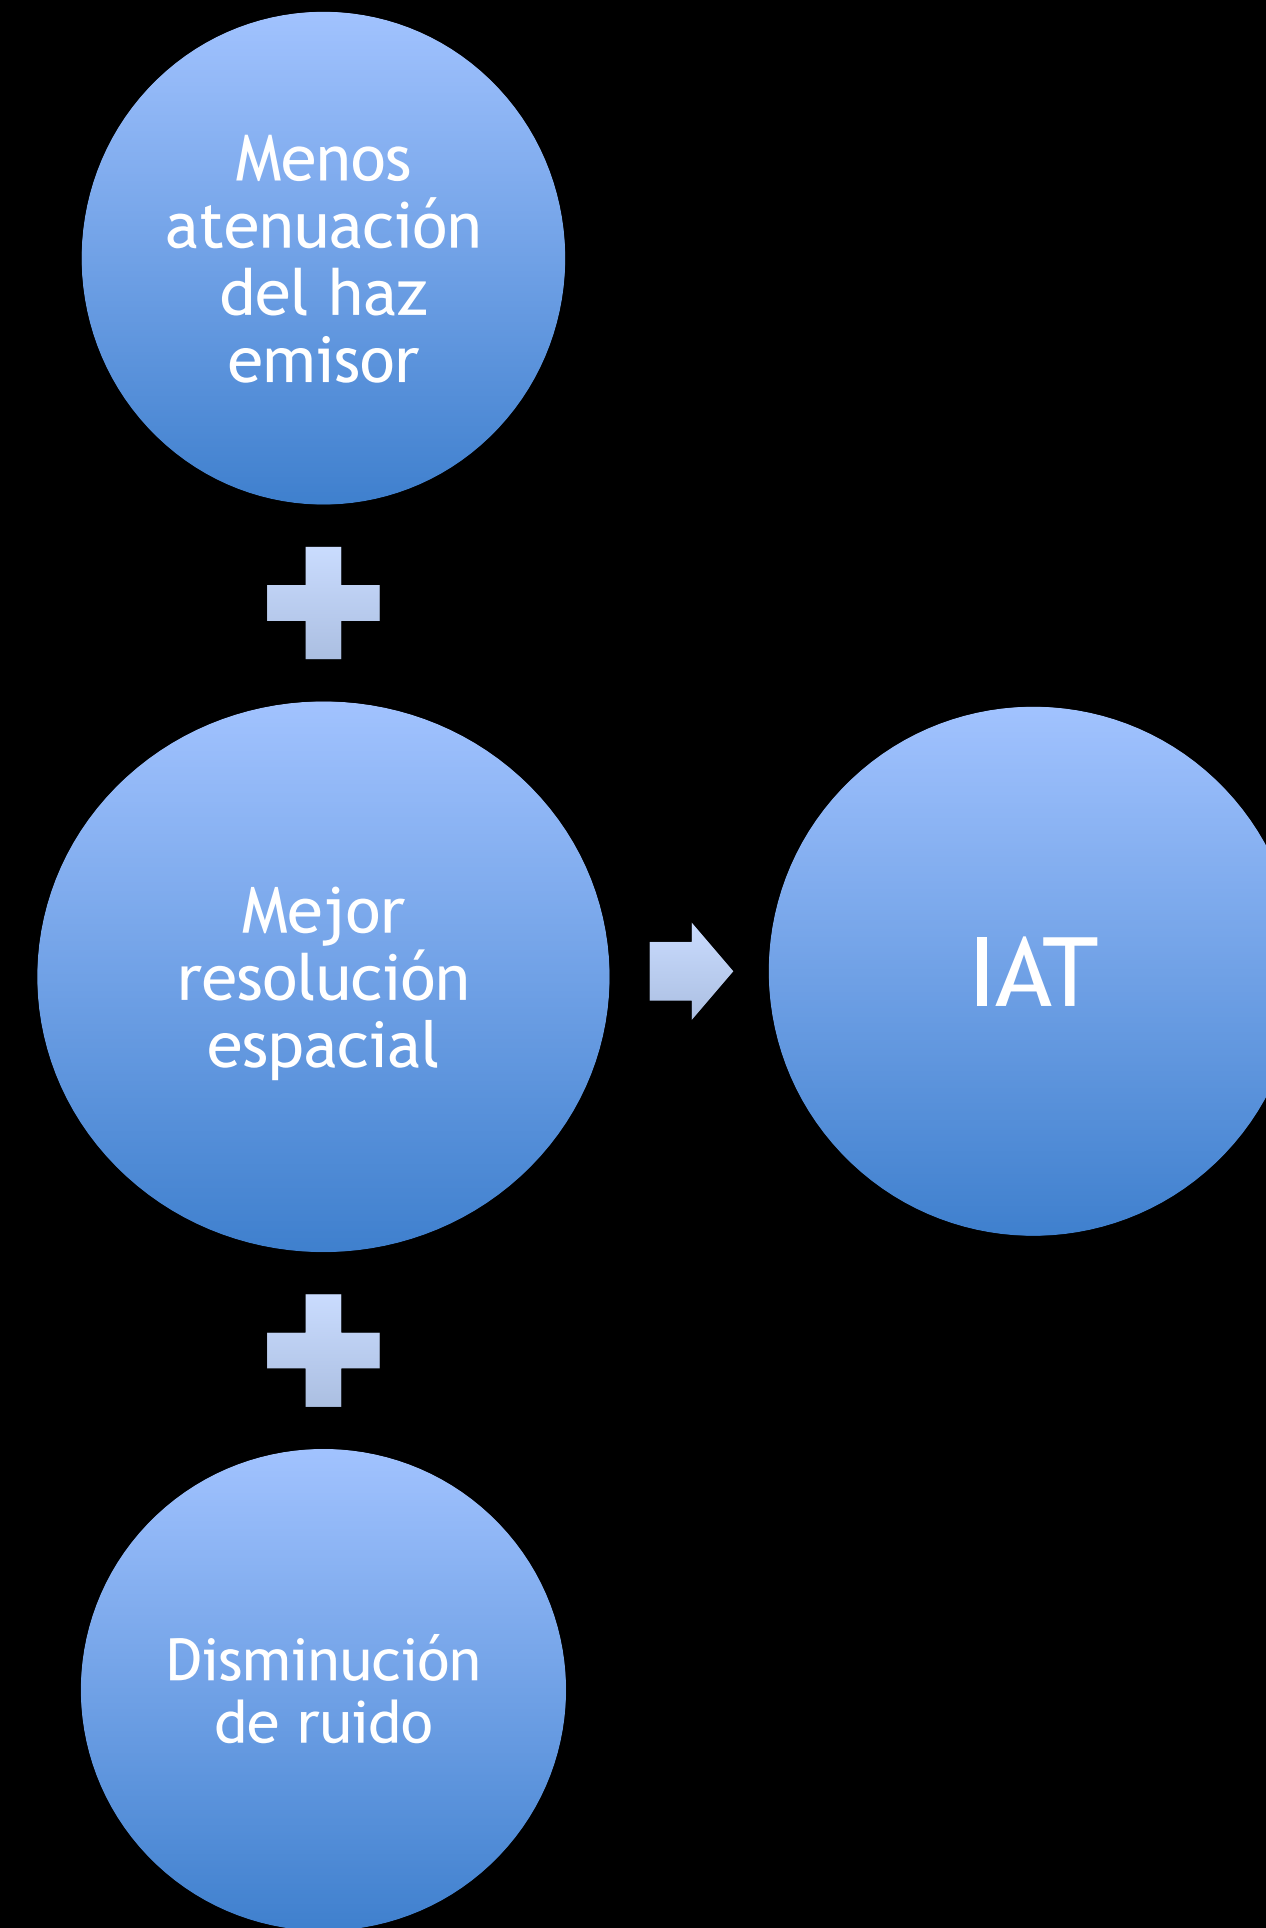 Menos
atenuación
del haz
emisor
Mejor
resolución
espacial
IAT
Disminución
de ruido